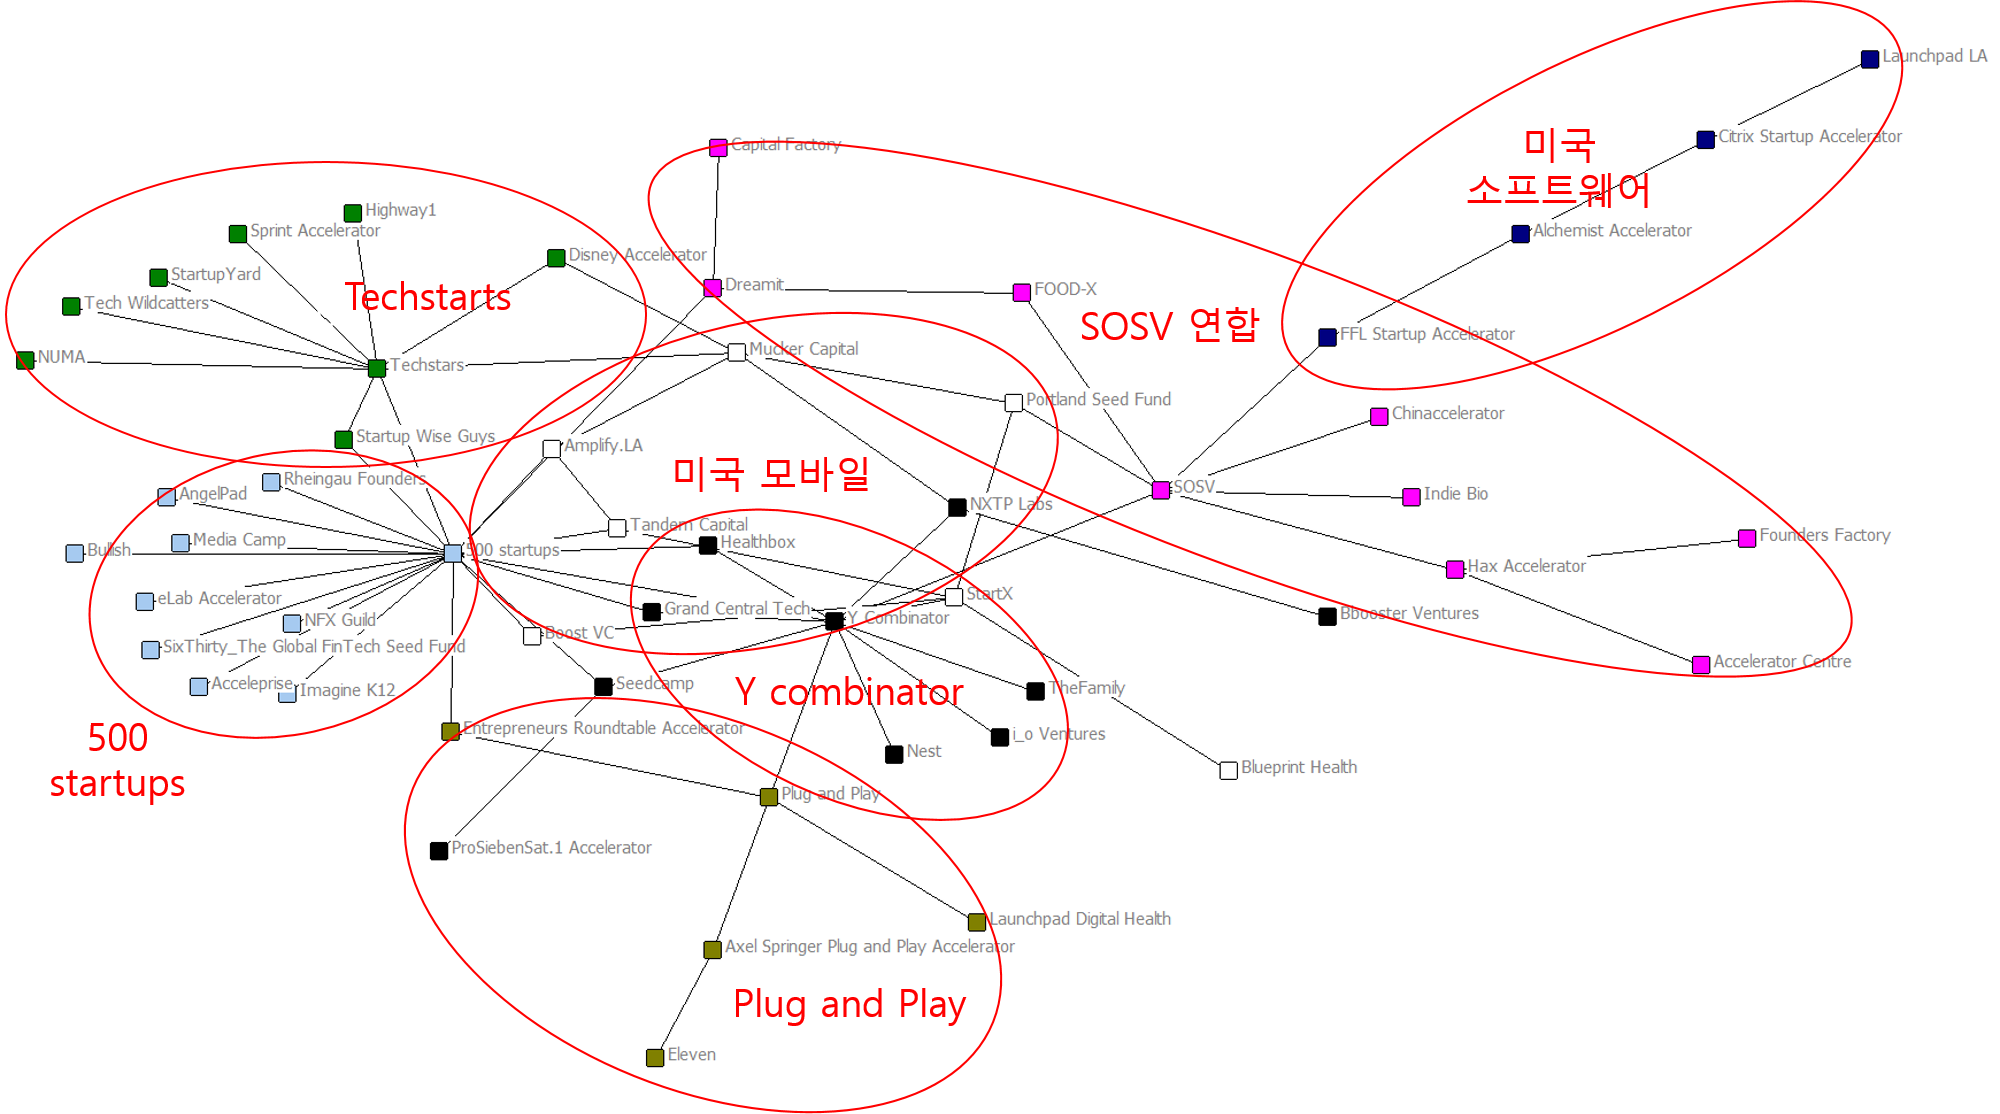 Launchpad LA
Citrix Startup Accelerator
미국
소프트웨어
Alchemist Accelerator
FFL Startup Accelerator
Capital Factory
Highway1
Sprint Accelerator
Disney Accelerator
StartupYard
Tech Wildcatters
Techstarts
NUMA
Techstars
Startup Wise Guys
Dreamit
FOOD-X
SOSV 연합
Mucker Capital
Portland Seed Fund
Chinaccelerator
Amplify.LA
미국 모바일
Rheingau Founders
AngelPad
Media Camp
Bullish
500 startups
Tandem Capital
Healthbox
NXTP Labs
SOSV
Indie Bio
Founders Factory
Hax Accelerator
eLab Accelerator
NFX Guild
SixThirty_The Global FinTech Seed Fund
Acceleprise
Imagine K12
500
startups
Grand Central Tech
StartX
Y Combinator
Boost VC
Bbooster Ventures
Accelerator Centre
Seedcamp
Y combinator
TheFamily
i_o Ventures
Nest
Entrepreneurs Roundtable Accelerator
Blueprint Health
Plug and Play
ProSiebenSat.1 Accelerator
Launchpad Digital Health
Axel Springer Plug and Play Accelerator
Plug and Play
Eleven